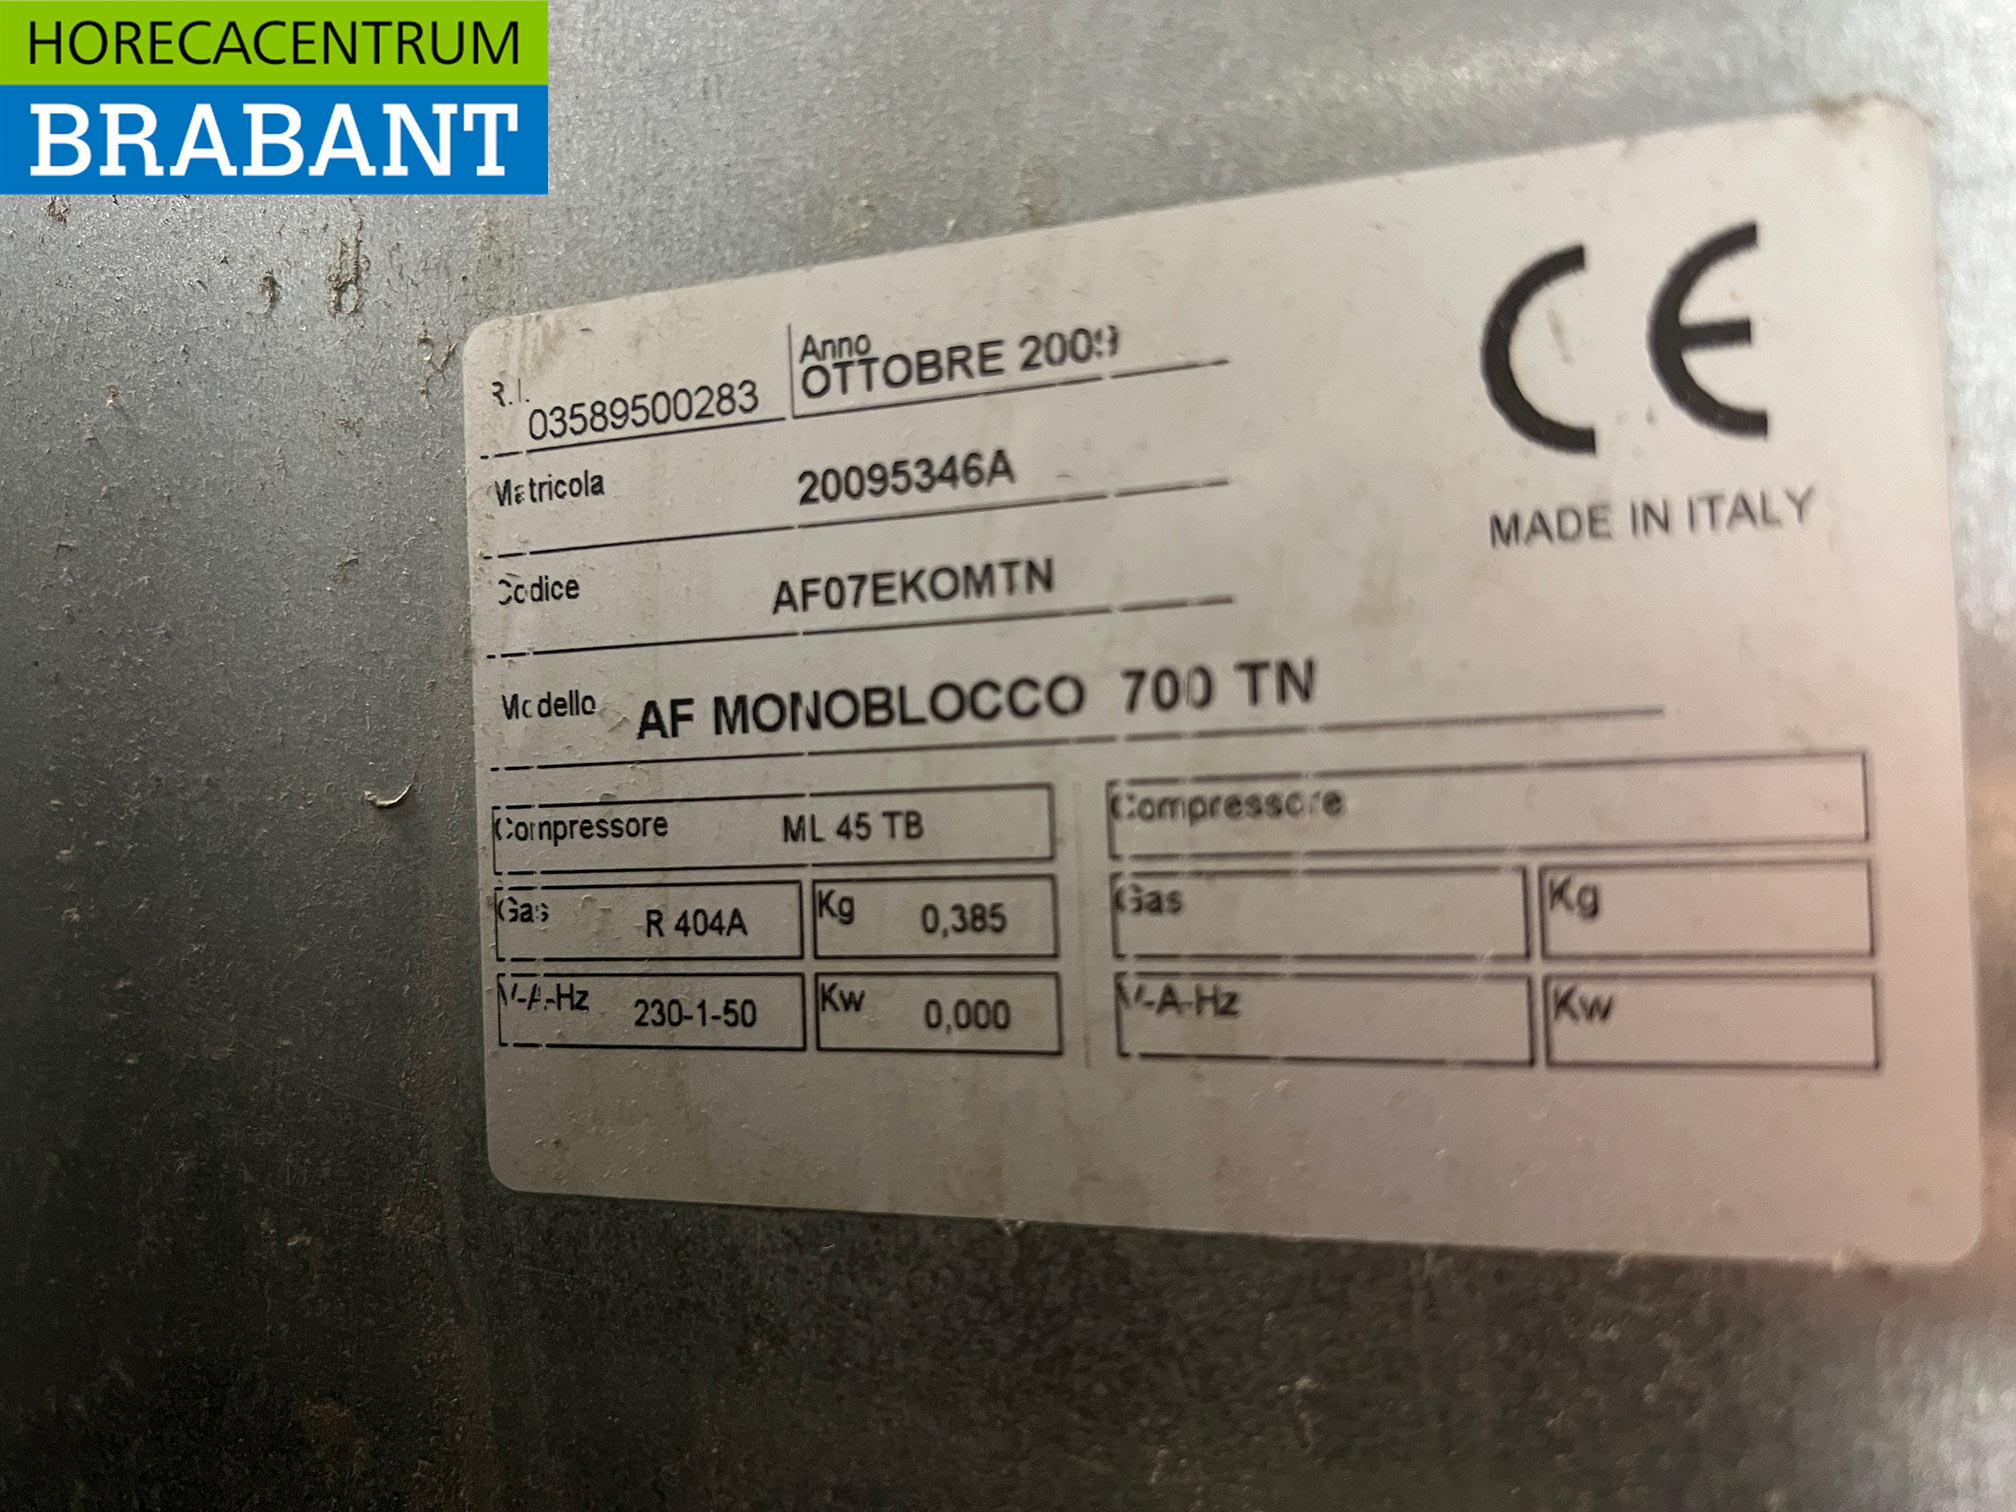 HORECACENTRUM
BRABANT
R.I. 03589500283
Anno OTTOBRE 2009
CE
MADE IN ITALY
Matricola 20095346A
Codice AF07EKOMTN
Modello AF MONOBLOCCO 700 TN
Compressore ML 45 TB
Compressore
Gas R 404A Kg 0,385
Gas Kg
V-A-Hz 230-1-50 Kw 0,000
V-A-Hz Kw